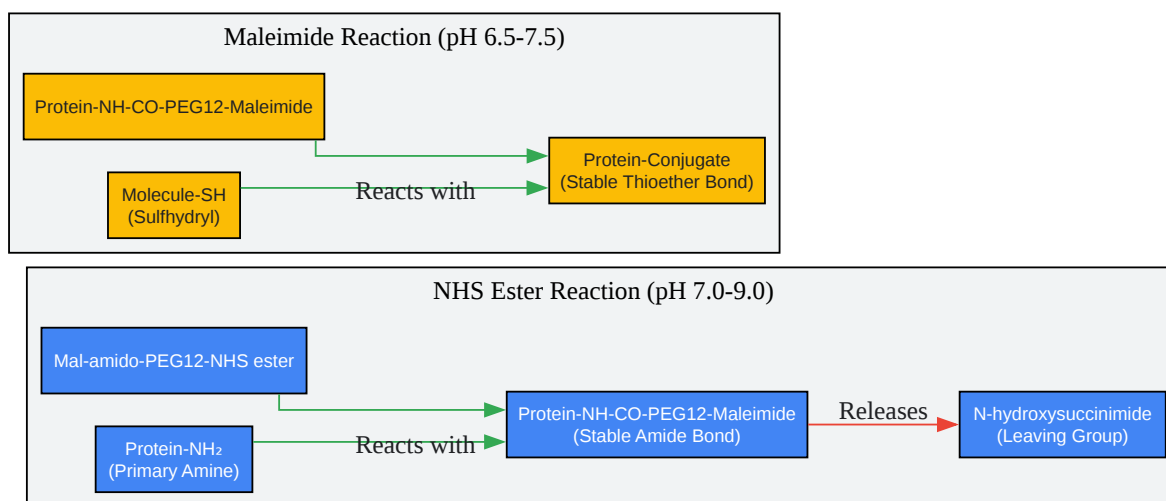 Maleimide Reaction (pH 6.5-7.5)
Protein-NH-CO-PEG12-Maleimide
Molecule-SH
(Sulfhydryl)
Reacts with
Protein-Conjugate
(Stable Thioether Bond)
NHS Ester Reaction (pH 7.0-9.0)
Mal-amido-PEG12-NHS ester
Protein-NH₂
(Primary Amine)
Reacts with
Protein-NH-CO-PEG12-Maleimide
(Stable Amide Bond)
Releases
N-hydroxysuccinimide
(Leaving Group)